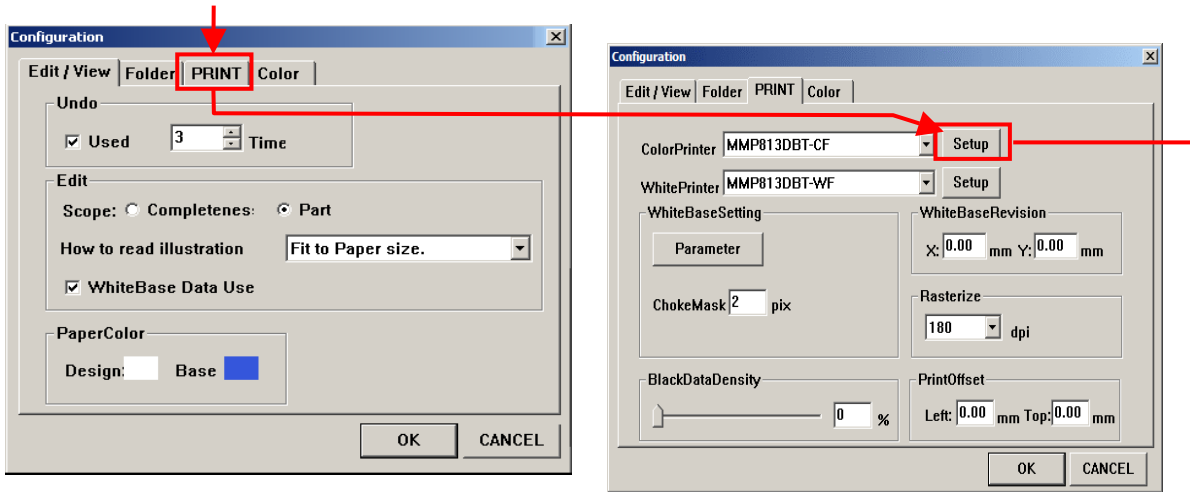 Configuration
Edit / View Folder PRINT Color
Undo
Used 3 Time
Edit
Scope: Completenes: Part
How to read illustration Fit to Paper size.
WhiteBase Data Use
PaperColor
Design: Base
OK CANCEL
Configuration
Edit / View Folder PRINT Color
ColorPrinter MMP813DBT-CF Setup
WhitePrinter MMP813DBT-WF Setup
WhiteBaseSetting
Parameter
ChokeMask 2 pix
WhiteBaseRevision
X: 0.00 mm Y: 0.00 mm
Rasterize
180 dpi
BlackDataDensity
0 %
PrintOffset
Left: 0.00 mm Top: 0.00 mm
OK CANCEL